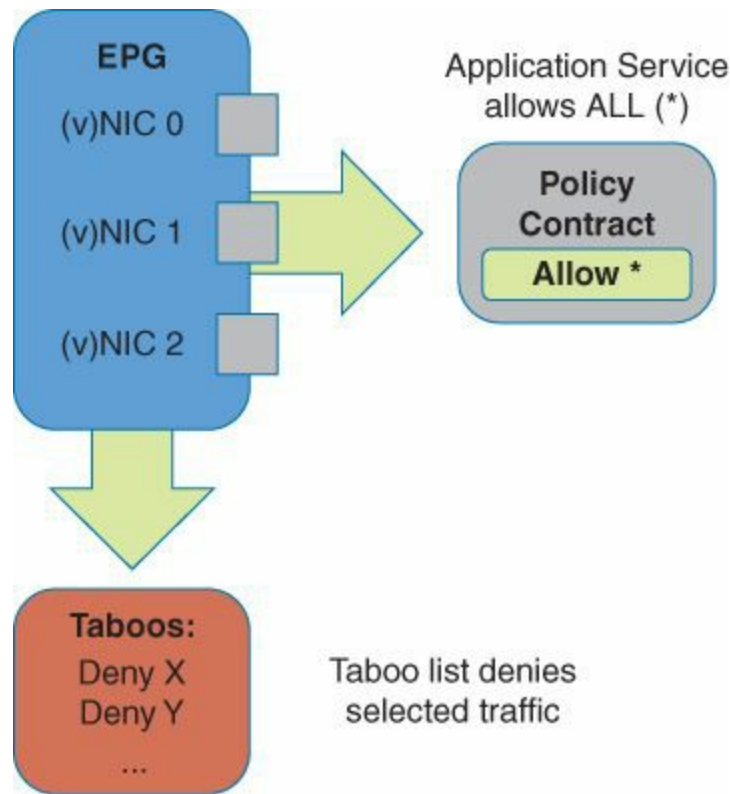 EPG
(v)NIC 0
(v)NIC 1
(v)NIC 2
Application Service
allows ALL (*)
Policy
Contract
Allow *
Taboos:
Deny X
Deny Y
...
Taboo list denies
selected traffic